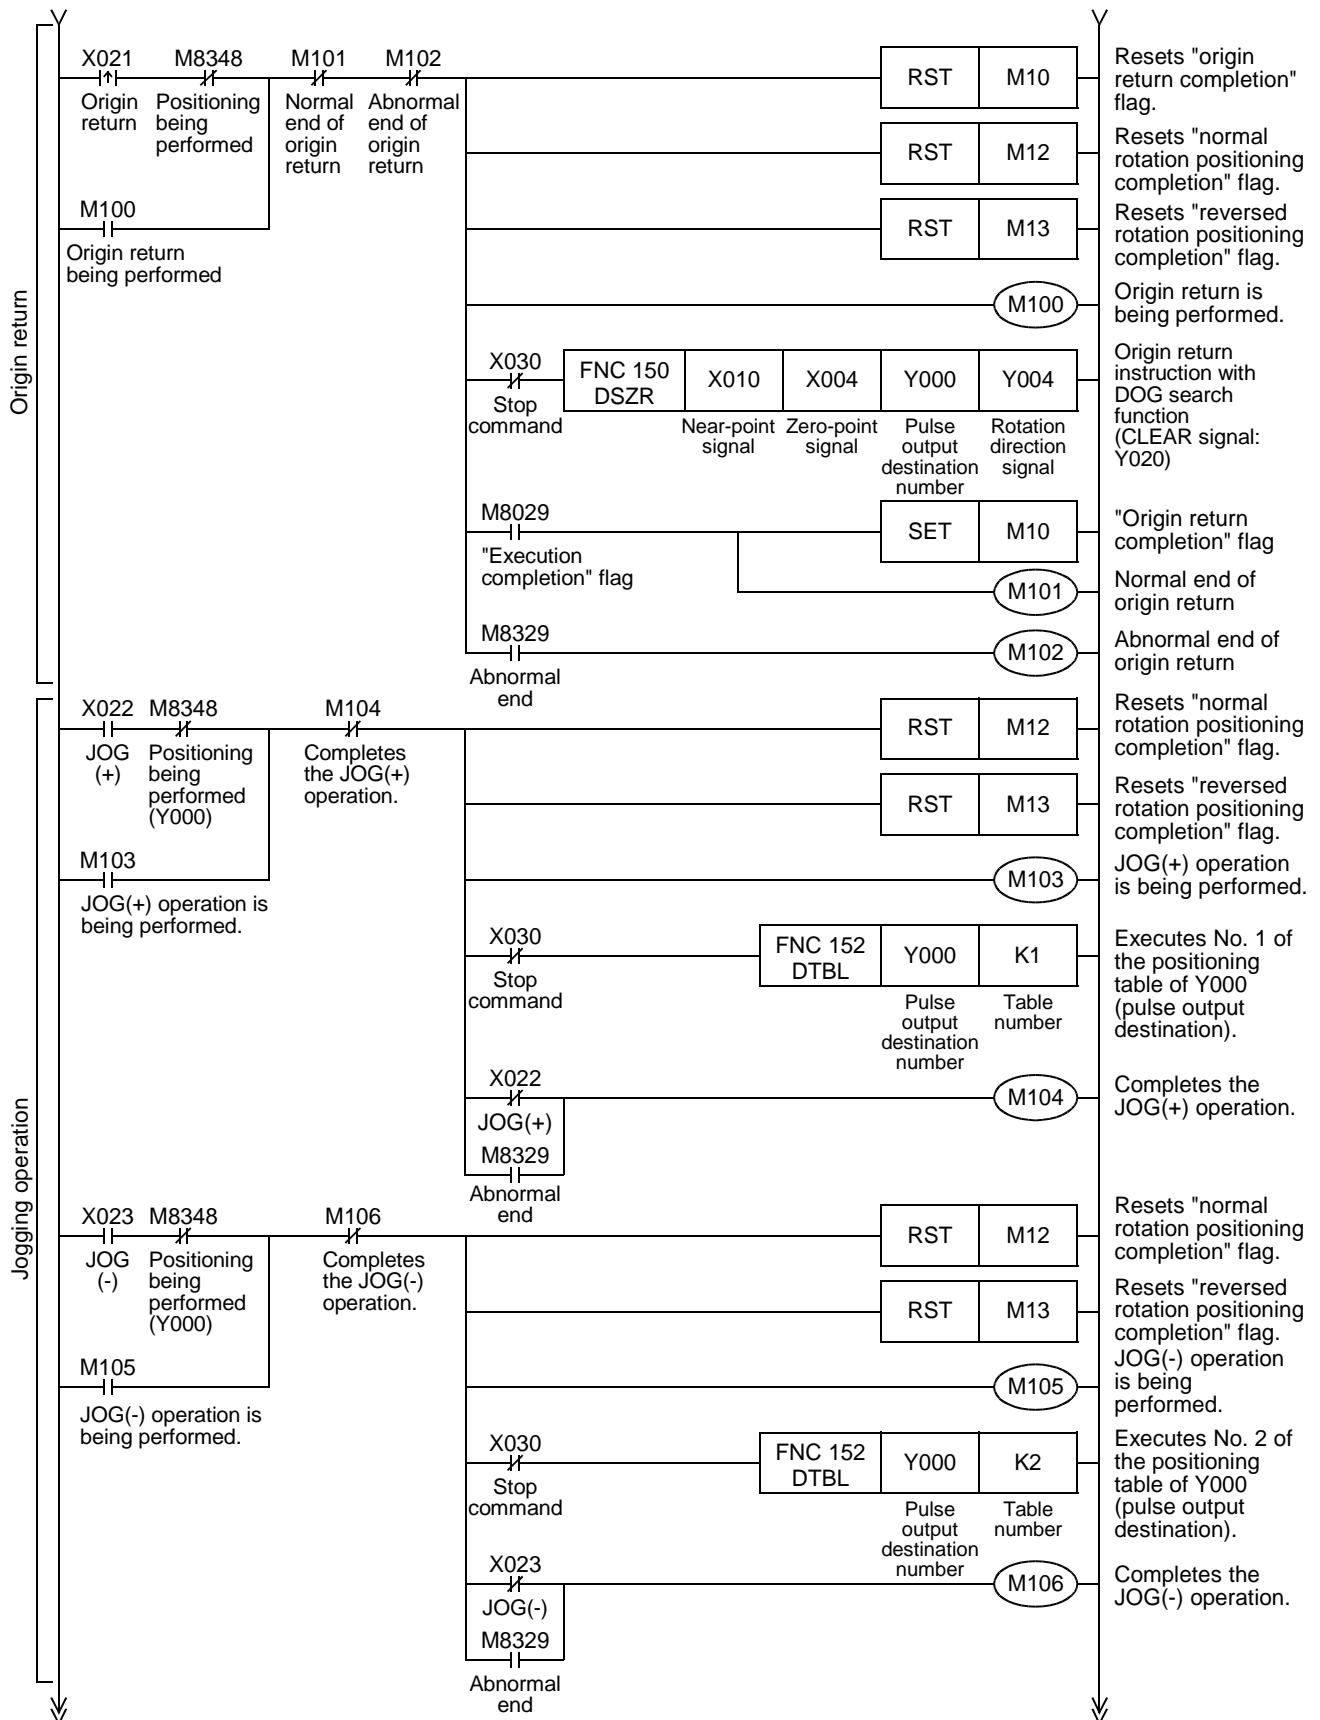 Origin return
X021
M8348
M101
M102
Origin
return
Positioning
being
performed
Normal
end of
origin
return
Abnormal
end of
origin
return
RST
M10
Resets "origin
return completion"
flag.
RST
M12
Resets "normal
rotation positioning
completion" flag.
M100
Origin return
being performed
RST
M13
Resets "reversed
rotation positioning
completion" flag.
M100
Origin return is
being performed.
X030
Stop
command
FNC 150
DSZR
X010
X004
Y000
Y004
Near-point
signal
Zero-point
signal
Pulse
output
destination
number
Rotation
direction
signal
Origin return
instruction with
DOG search
function
(CLEAR signal:
Y020)
M8029
"Execution
completion" flag
SET
M10
"Origin return
completion" flag
M101
Normal end of
origin return
M8329
Abnormal
end
M102
Abnormal end of
origin return
Jogging operation
X022
M8348
M104
JOG
(+)
Positioning
being
performed
(Y000)
Completes
the JOG(+)
operation.
RST
M12
Resets "normal
rotation positioning
completion" flag.
RST
M13
Resets "reversed
rotation positioning
completion" flag.
M103
JOG(+) operation is
being performed.
M103
JOG(+) operation
is being performed.
X030
Stop
command
FNC 152
DTBL
Y000
K1
Pulse
output
destination
number
Table
number
Executes No. 1 of
the positioning
table of Y000
(pulse output
destination).
X022
JOG(+)
M8329
Abnormal
end
M104
Completes the
JOG(+) operation.
X023
M8348
M106
JOG
(-)
Positioning
being
performed
(Y000)
Completes
the JOG(-)
operation.
RST
M12
Resets "normal
rotation positioning
completion" flag.
RST
M13
Resets "reversed
rotation positioning
completion" flag.
M105
JOG(-) operation is
being performed.
M105
JOG(-) operation
is being
performed.
X030
Stop
command
FNC 152
DTBL
Y000
K2
Pulse
output
destination
number
Table
number
Executes No. 2 of
the positioning
table of Y000
(pulse output
destination).
X023
JOG(-)
M8329
Abnormal
end
M106
Completes the
JOG(-) operation.